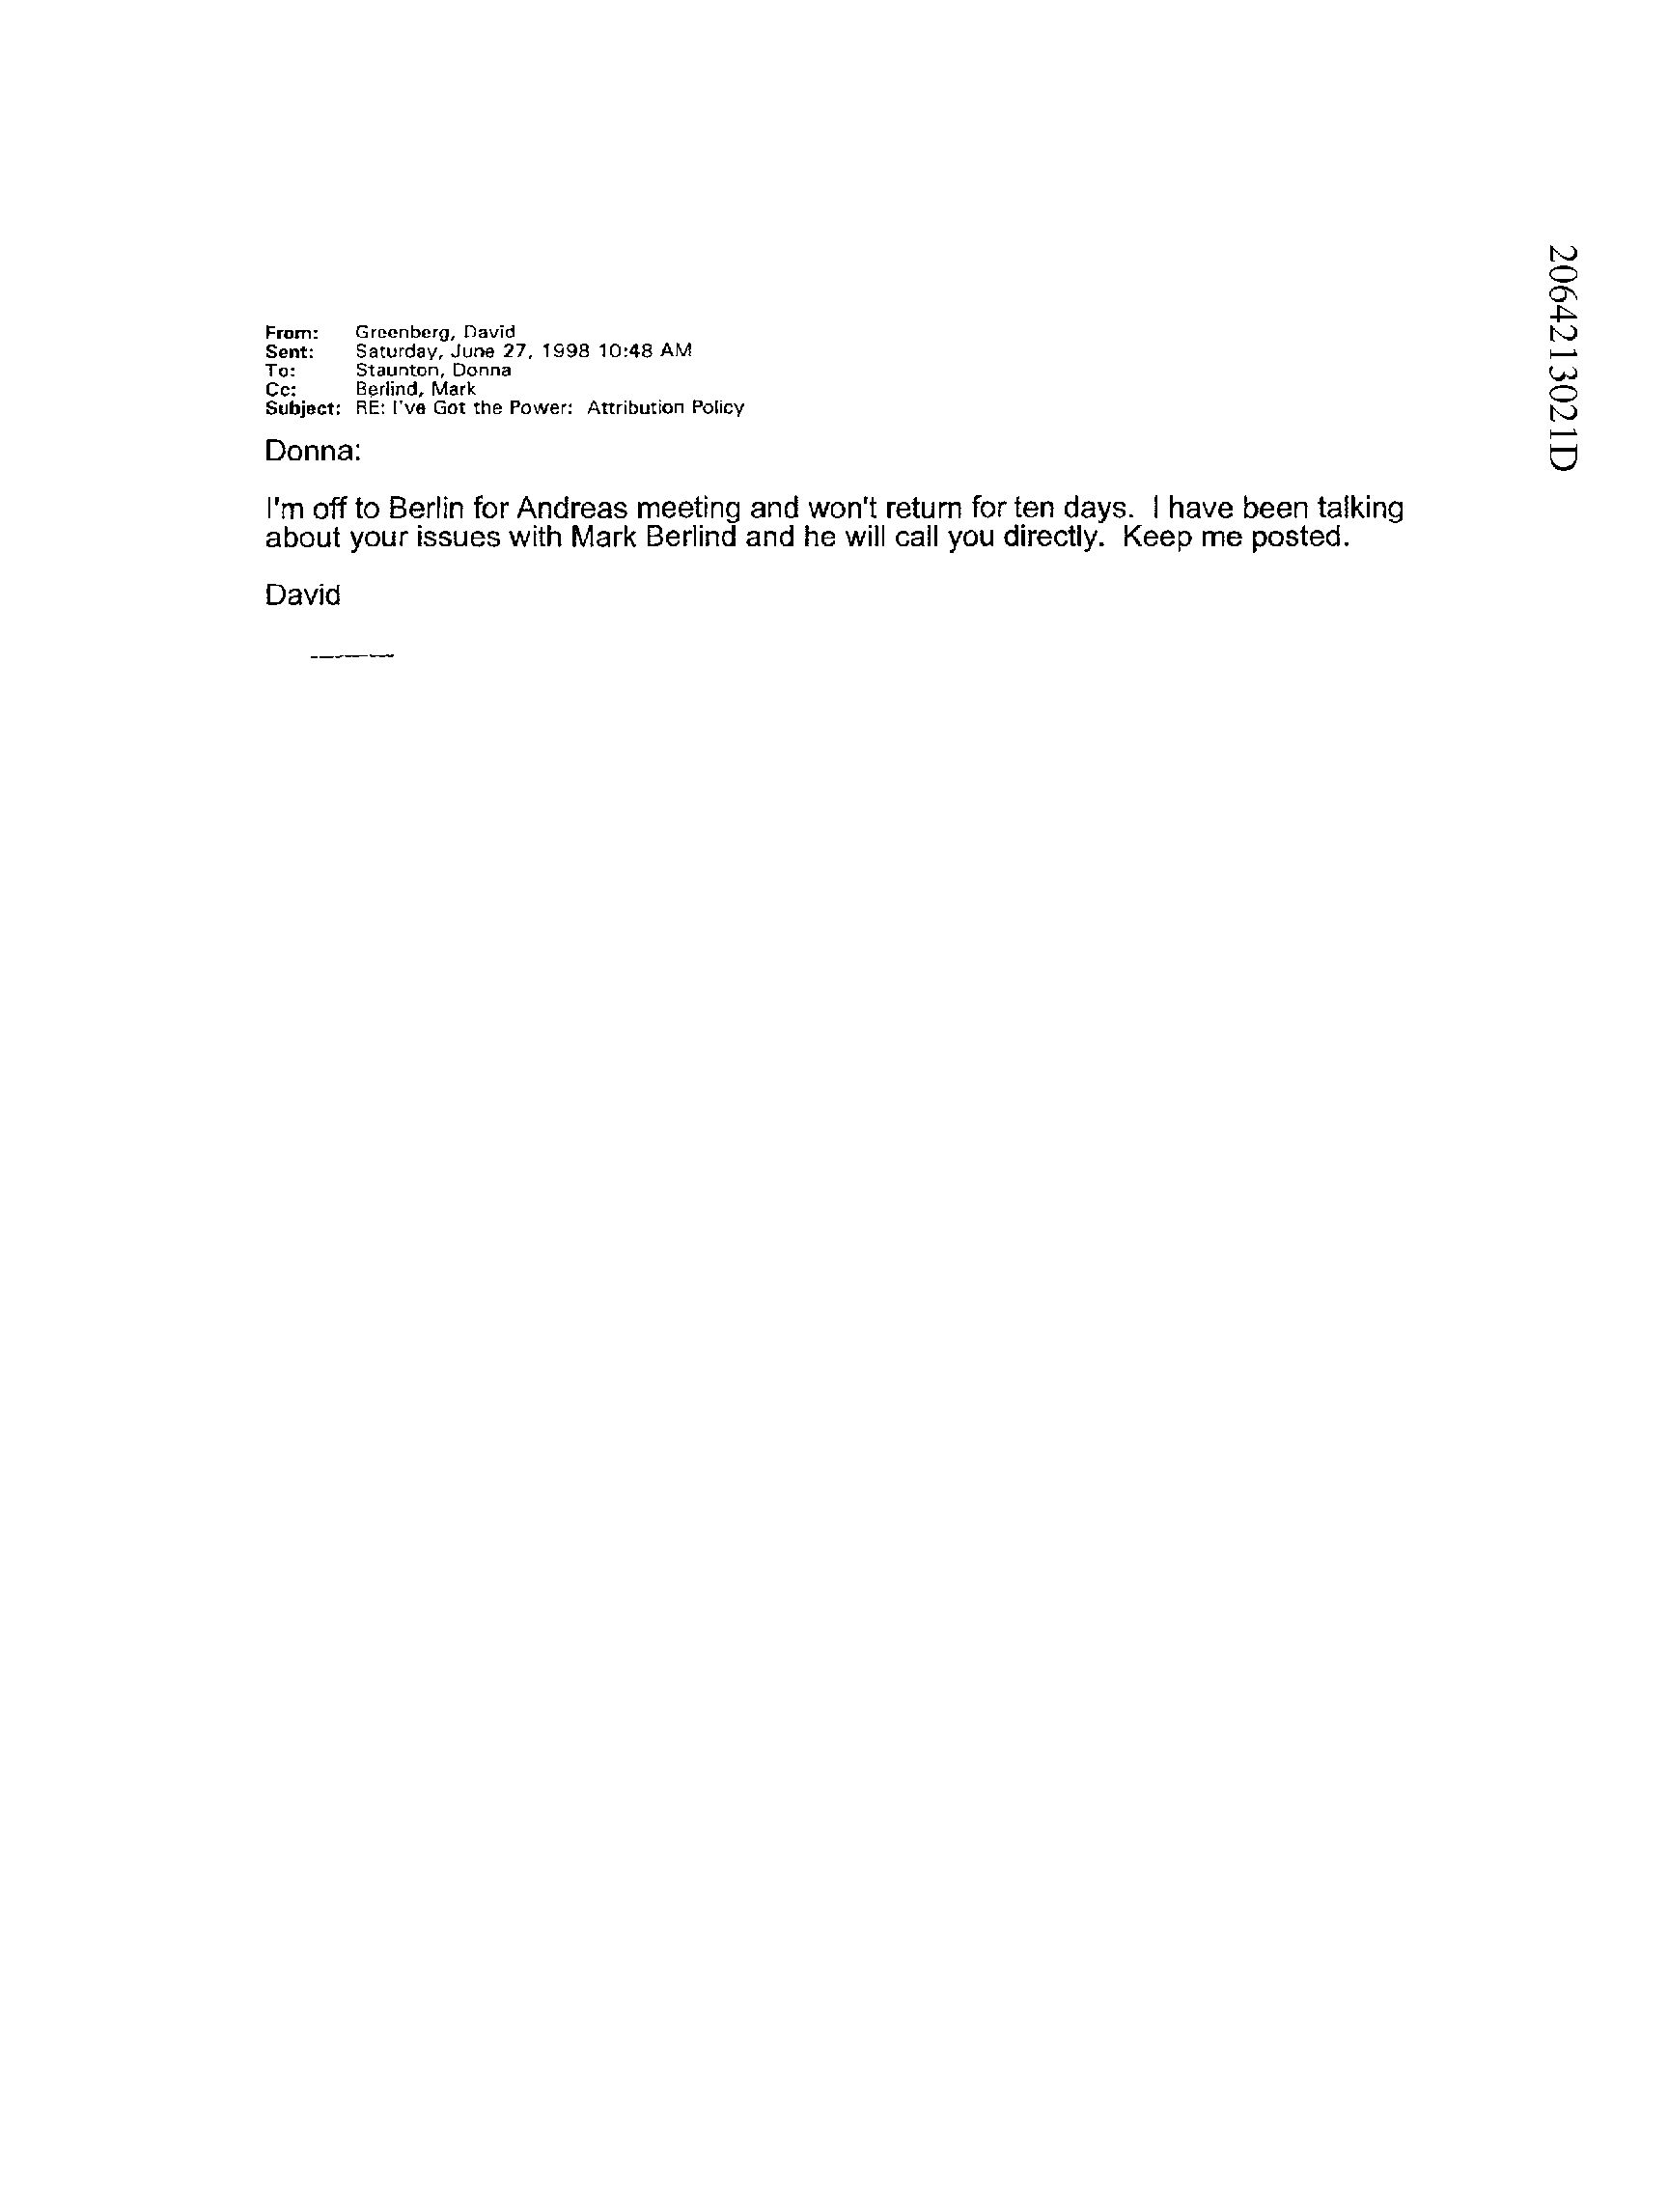 2064213021D
From: Greenberg, David
Sent: Saturday, June 27, 1998 10:48 AM
To: Staunton, Donna
Cc: Berlind, Mark
Subject: RE: I've Got the Power: Attribution Policy
Donna:
I'm off to Berlin for Andreas meeting and won't return for ten days. I have been talking
about your issues with Mark Berlind and he will call you directly. Keep me posted.
David